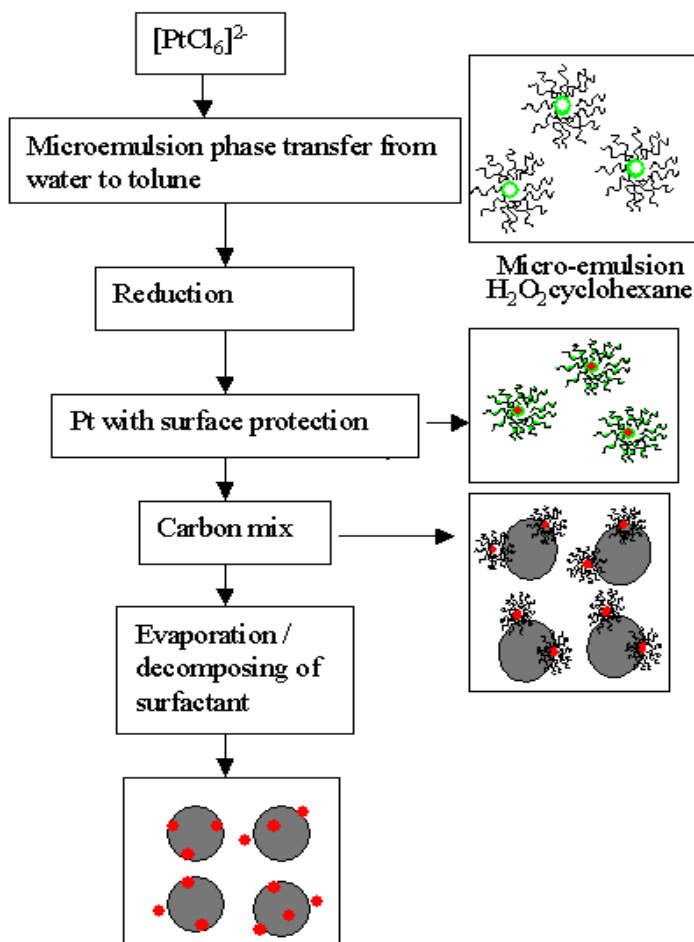 [PtCl₆]²⁻
Microemulsion phase transfer from
water to tolune
Micro-emulsion
H₂O₂cyclohexane
Reduction
Pt with surface protection
Carbon mix
Evaporation /
decomposing of
surfactant